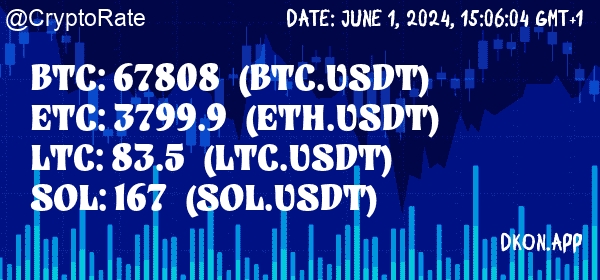 @CryptoRate
DATE: JUNE 1, 2024, 15:06:04 GMT+1
BTC: 67808 (BTC.USDT)
ETC: 3799.9 (ETH.USDT)
LTC: 83.5 (LTC.USDT)
SOL: 167 (SOL.USDT)
DKON.APP